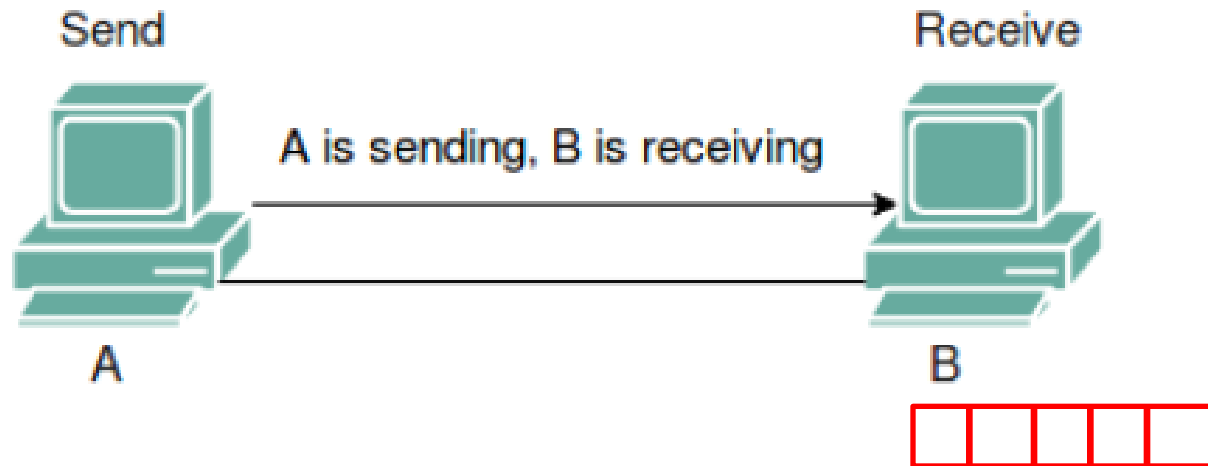 Send
Receive
A is sending, B is receiving
A
B